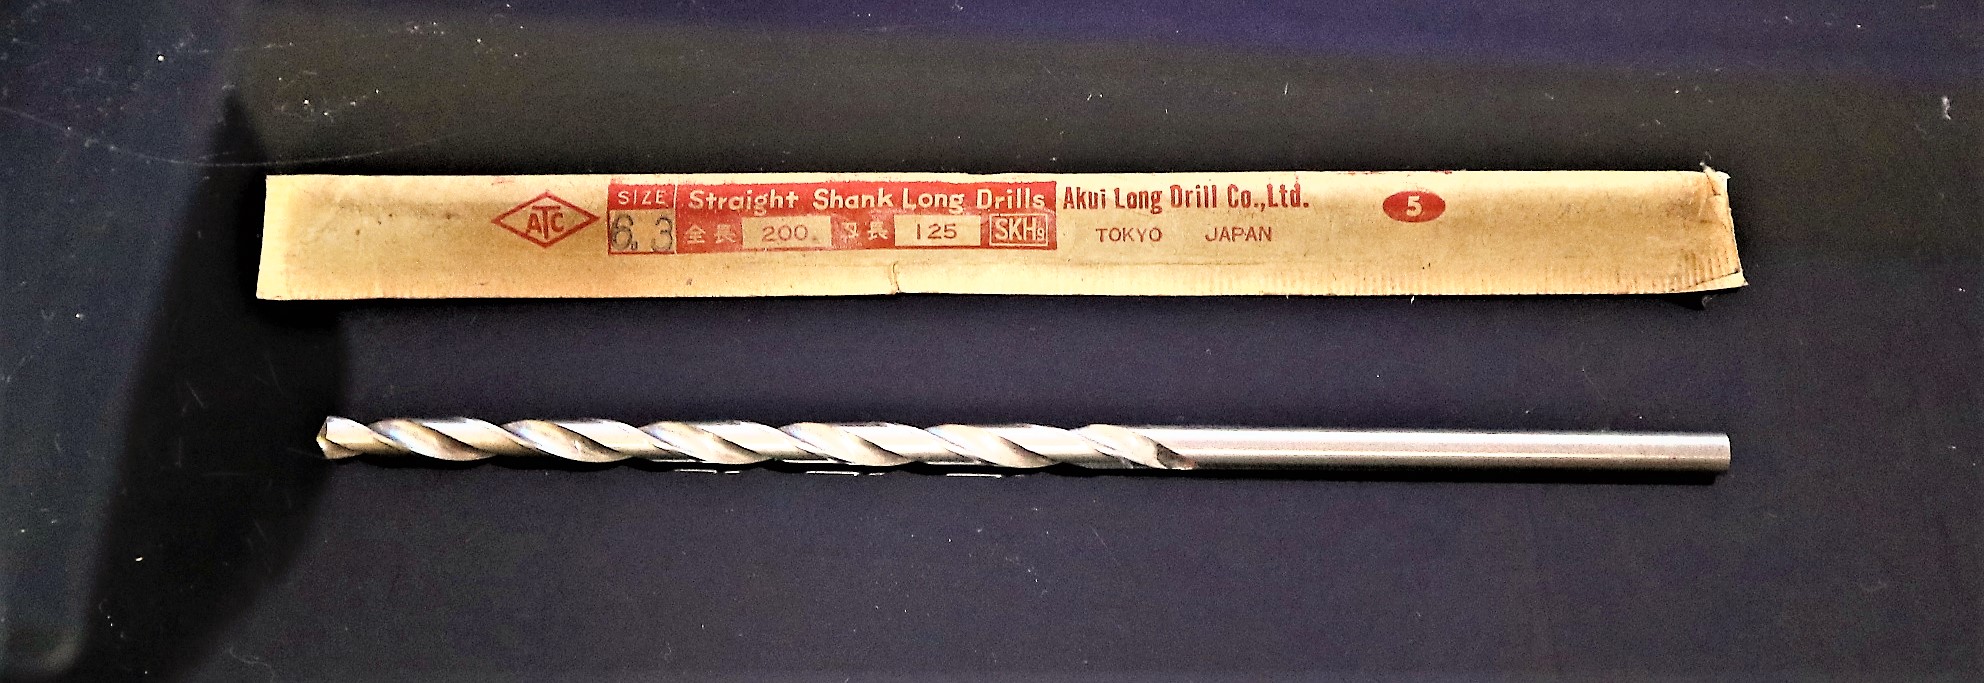 ATC
SIZE Straight Shank Long Drills Akui Long Drill Co.,Ltd. 5
6.3 全長 200. 刃長 125 SKH9 TOKYO JAPAN